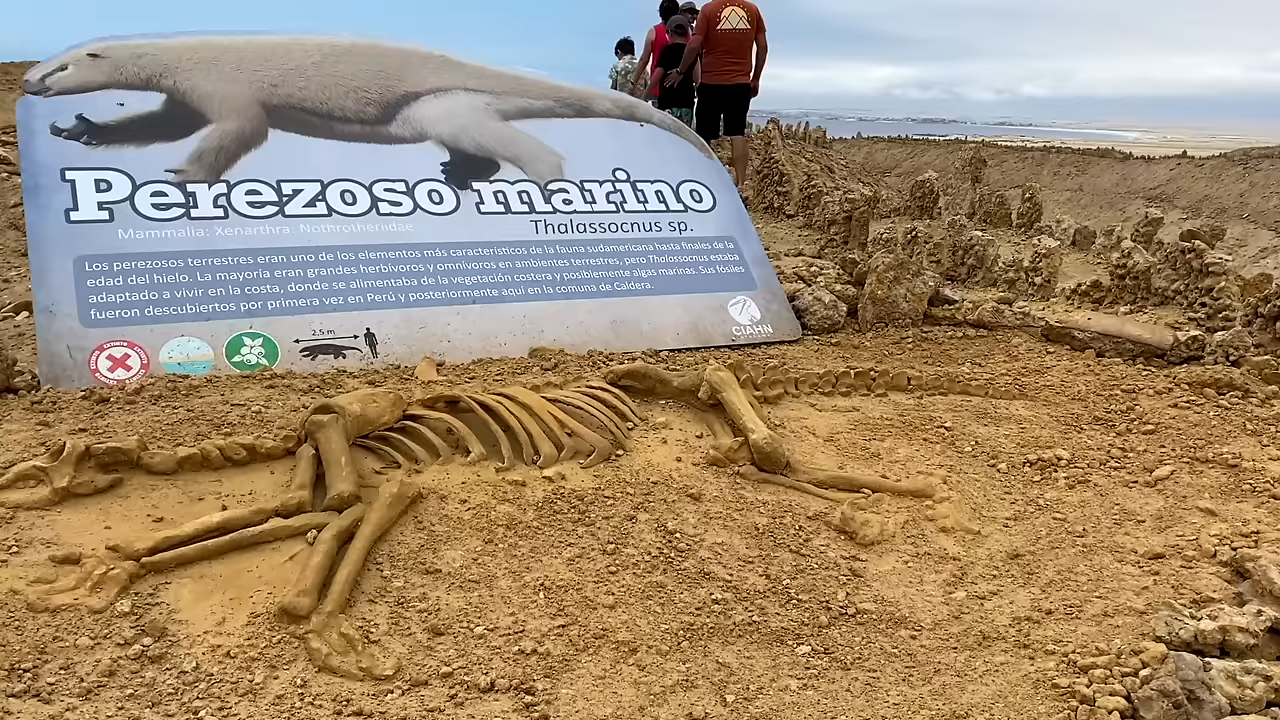 Perezoso marino
Mammalia: Xenarthra: Nothrotheriidae
Thalassocnus sp.
Los perezosos terrestres eran uno de los elementos más característicos de la fauna sudamericana hasta finales de la
edad del hielo. La mayoría eran grandes herbívoros y omnívoros en ambientes terrestres, pero Tholossocnus estaba
adaptado a vivir en la costa, donde se alimentaba de la vegetación costera y posiblemente algas marinas. Sus fósiles
fueron descubiertos por primera vez en Perú y posteriormente aquí en la comuna de Caldera.
EXTINTO
2,5 m
CIAHN